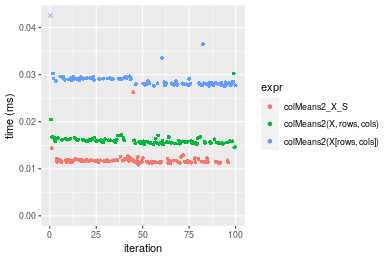 0.04
0.03
0.02
0.01
0.00
time (ms)
0
25
50
75
100
iteration
expr
colMeans2_X_S
colMeans2(X, rows, cols)
colMeans2(X[rows, cols])